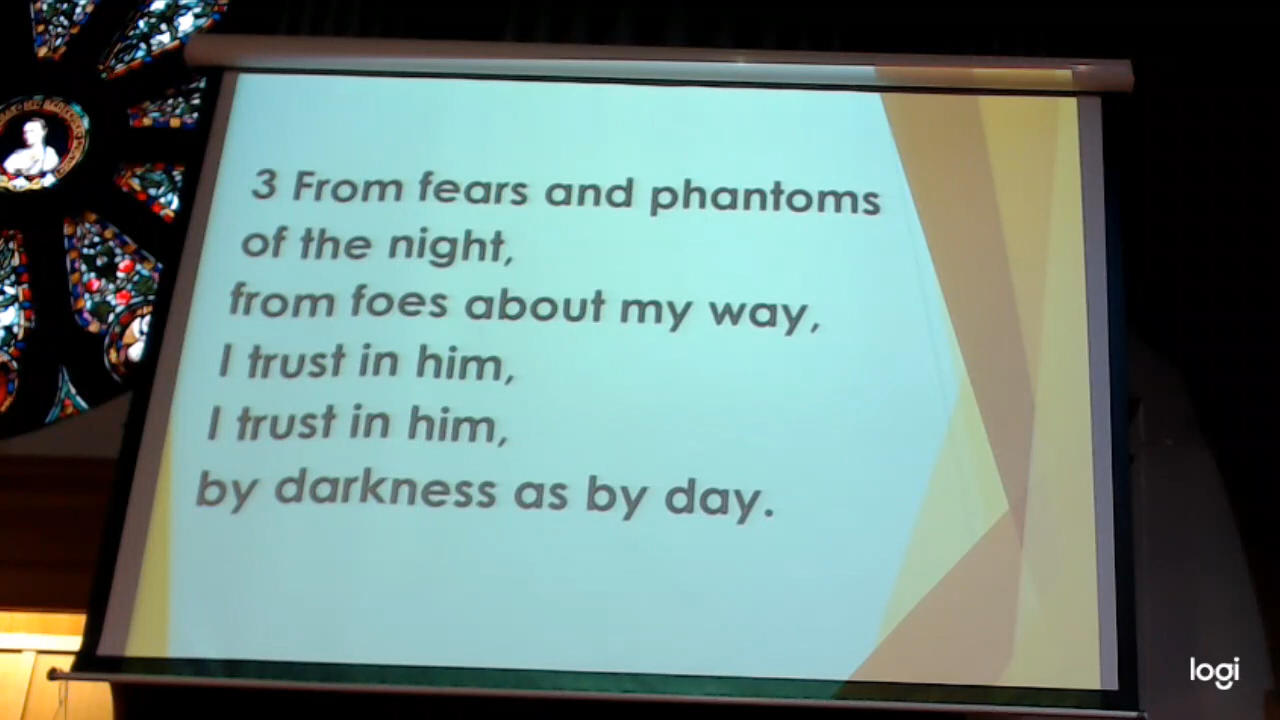 3 From fears and phantoms
of the night,
from foes about my way,
I trust in him,
I trust in him,
by darkness as by day.
logi